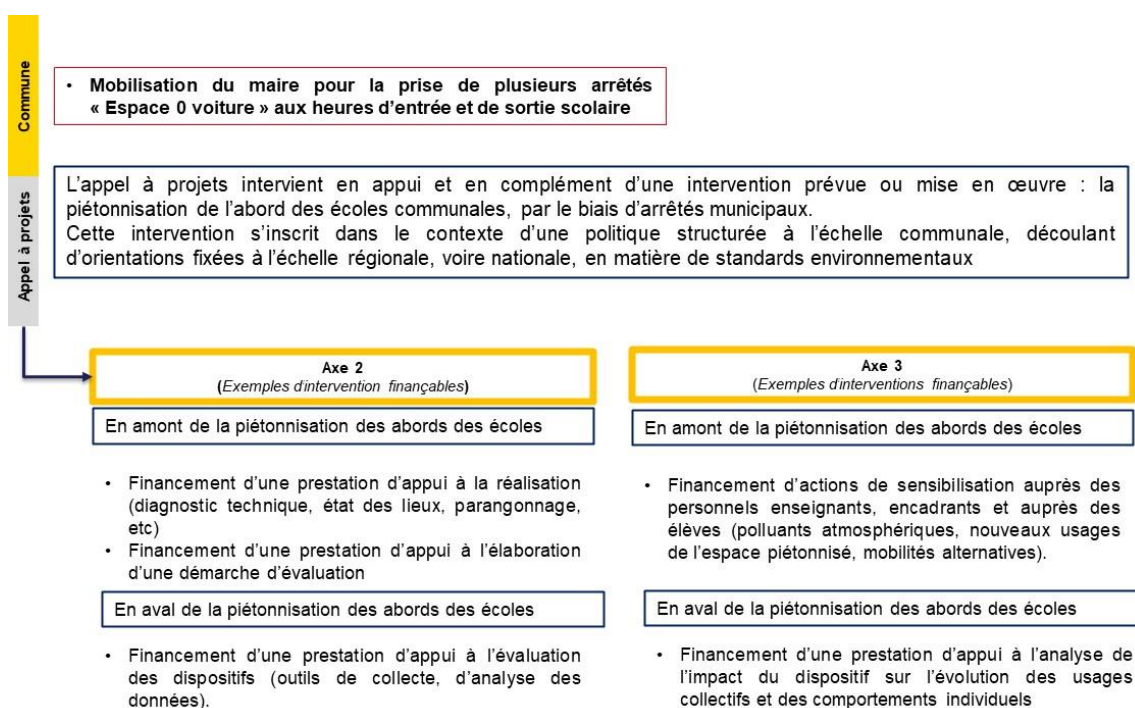 Commune
• Mobilisation du maire pour la prise de plusieurs arrêtés
« Espace 0 voiture » aux heures d'entrée et de sortie scolaire
Appel à projets
L'appel à projets intervient en appui et en complément d'une intervention prévue ou mise en œuvre : la
piétonnisation de l'abord des écoles communales, par le biais d'arrêtés municipaux.
Cette intervention s'inscrit dans le contexte d'une politique structurée à l'échelle communale, découlant
d'orientations fixées à l'échelle régionale, voire nationale, en matière de standards environnementaux
Axe 2
(Exemples d'intervention finançables)
En amont de la piétonnisation des abords des écoles
• Financement d'une prestation d'appui à la réalisation
(diagnostic technique, état des lieux, parangonnage,
etc)
• Financement d'une prestation d'appui à l'élaboration
d'une démarche d'évaluation
En aval de la piétonnisation des abords des écoles
• Financement d'une prestation d'appui à l'évaluation
des dispositifs (outils de collecte, d'analyse des
données).
Axe 3
(Exemples d'interventions finançables)
En amont de la piétonnisation des abords des écoles
• Financement d'actions de sensibilisation auprès des
personnels enseignants, encadrants et auprès des
élèves (polluants atmosphériques, nouveaux usages
de l'espace piétonnisé, mobilités alternatives).
En aval de la piétonnisation des abords des écoles
• Financement d'une prestation d'appui à l'analyse de
l'impact du dispositif sur l'évolution des usages
collectifs et des comportements individuels